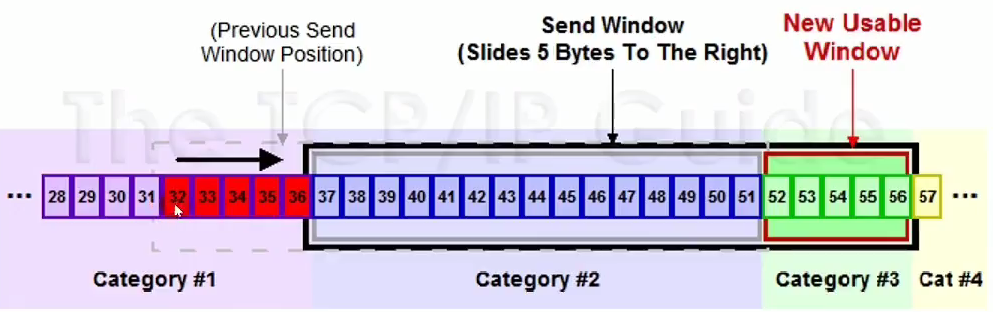 (Previous Send
Window Position)
Send Window
(Slides 5 Bytes To The Right)
New Usable
Window
The TCP/IP Guide
... 28 29 30 31 32 33 34 35 36 37 38 39 40 41 42 43 44 45 46 47 48 49 50 51 52 53 54 55 56 57 ...
Category #1
Category #2
Category #3
Cat #4